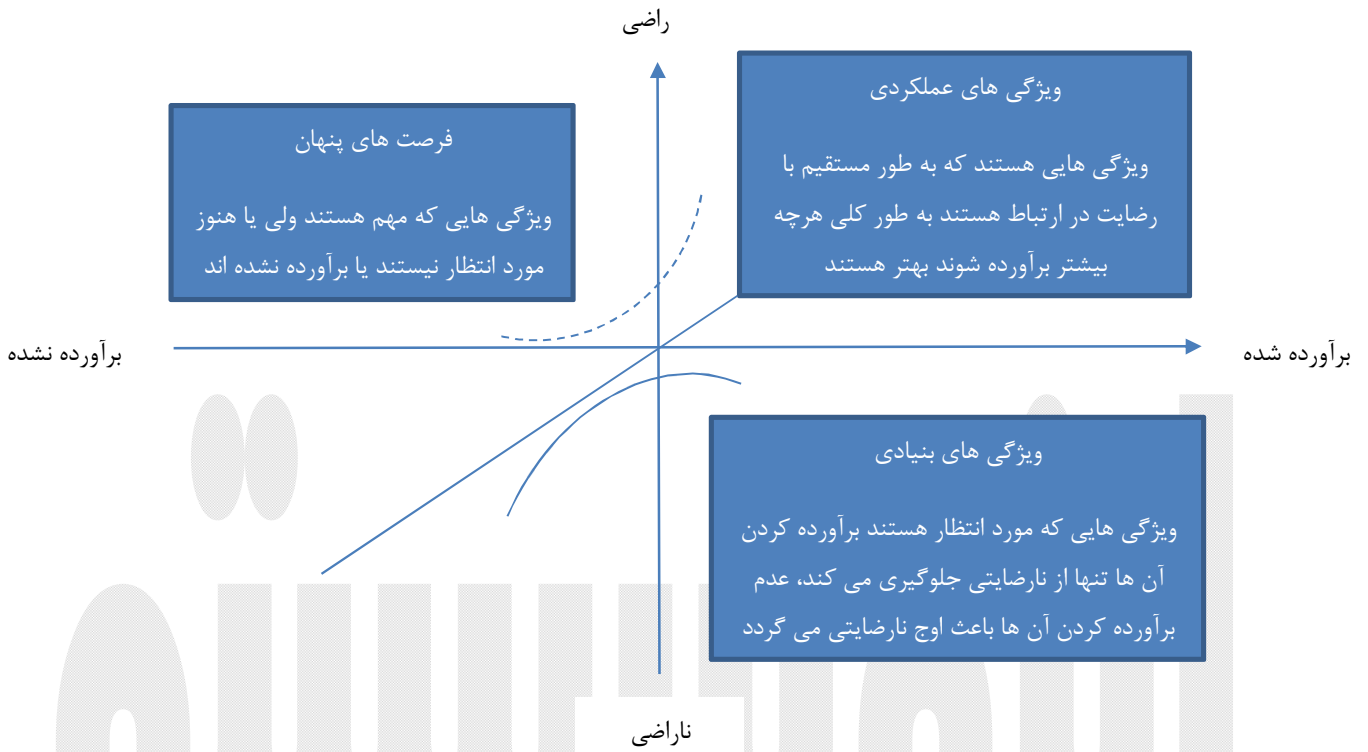 راضی
ویژگی های عملکردی
ویژگی هایی هستند که به طور مستقیم با
رضایت در ارتباط هستند به طور کلی هرچه
بیشتر برآورده شوند بهتر هستند
فرصت های پنهان
ویژگی هایی که مهم هستند ولی یا هنوز
مورد انتظار نیستند یا برآورده نشده اند
برآورده شده
برآورده نشده
ویژگی های بنیادی
ویژگی هایی که مورد انتظار هستند برآورده کردن
آن ها تنها از نارضایتی جلوگیری می کند، عدم
برآورده کردن آن ها باعث اوج نارضایتی می گردد
ناراضی